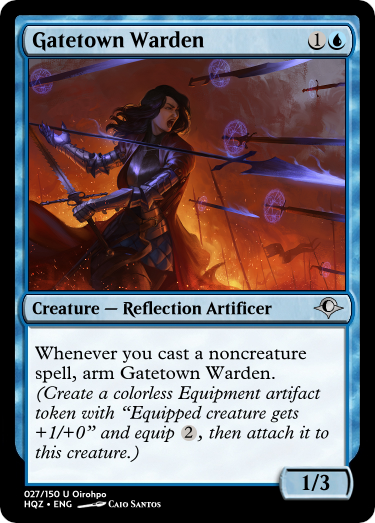 Gatetown Warden 1
Creature — Reflection Artificer
Whenever you cast a noncreature
spell, arm Gatetown Warden.
(Create a colorless Equipment artifact
token with “Equipped creature gets
+1/+0” and equip 2, then attach it to
this creature.)
1/3
027/150 U Oirohpo
HQZ • ENG Caio Santos